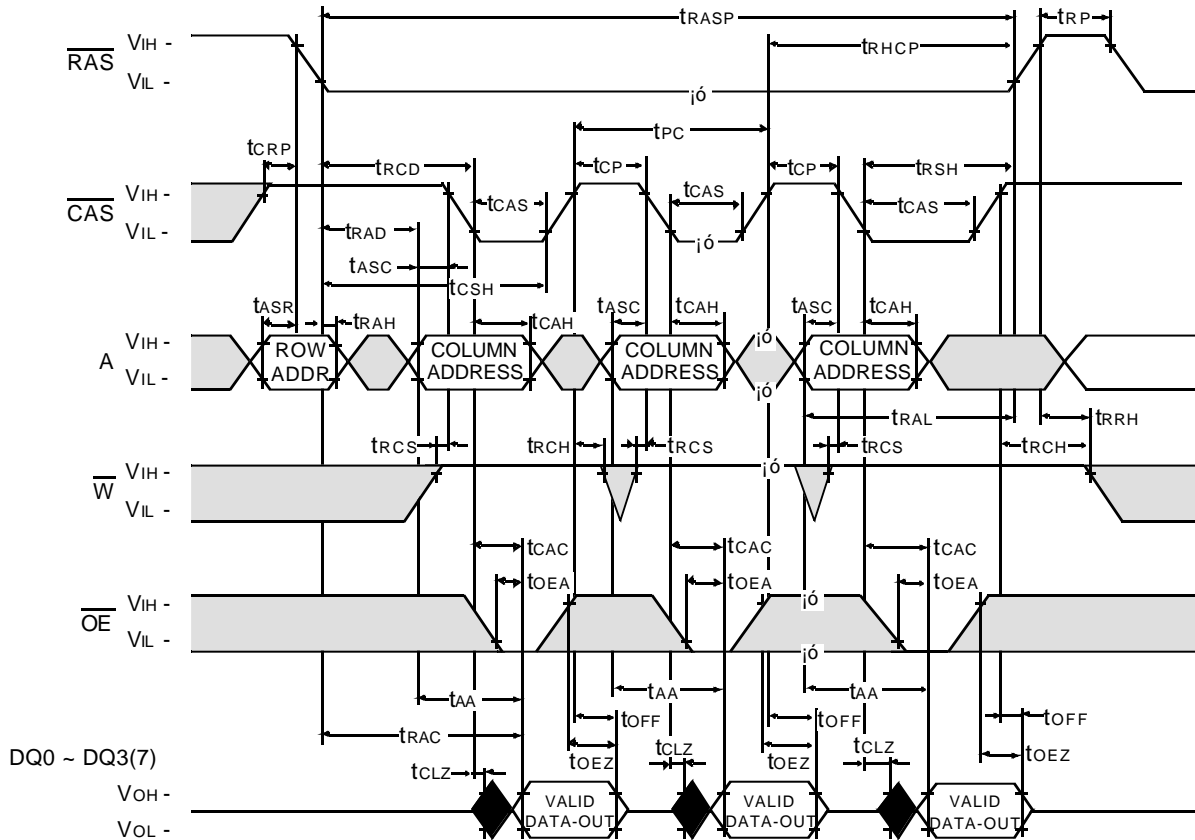 tRASP tRP
VIH -
RAS
VIL -
tRHCP
¡ó
tPC
tCRP tRCD tCP tCP tRSH
VIH -
CAS
VIL -
tCAS tCAS tCAS
¡ó
tRAD
tASC tCSH
tASR tRAH tCAH tASC tCAH tASC tCAH
VIH -
A
VIL -
ROW ADDR
COLUMN ADDRESS
COLUMN ADDRESS
COLUMN ADDRESS
¡ó
¡ó
tRAL tRRH
tRCS tRCH tRCS tRCS tRCH
VIH -
W
VIL -
¡ó
tCAC tCAC tCAC
tOEA tOEA tOEA
VIH -
OE
VIL -
¡ó
¡ó
tAA tAA tAA
tOFF tOFF tOFF
tRAC
tOEZ tOEZ tOEZ
DQ0 ~ DQ3(7)
tCLZ tCLZ tCLZ
VOH -
VOL -
VALID DATA-OUT
VALID DATA-OUT
VALID DATA-OUT